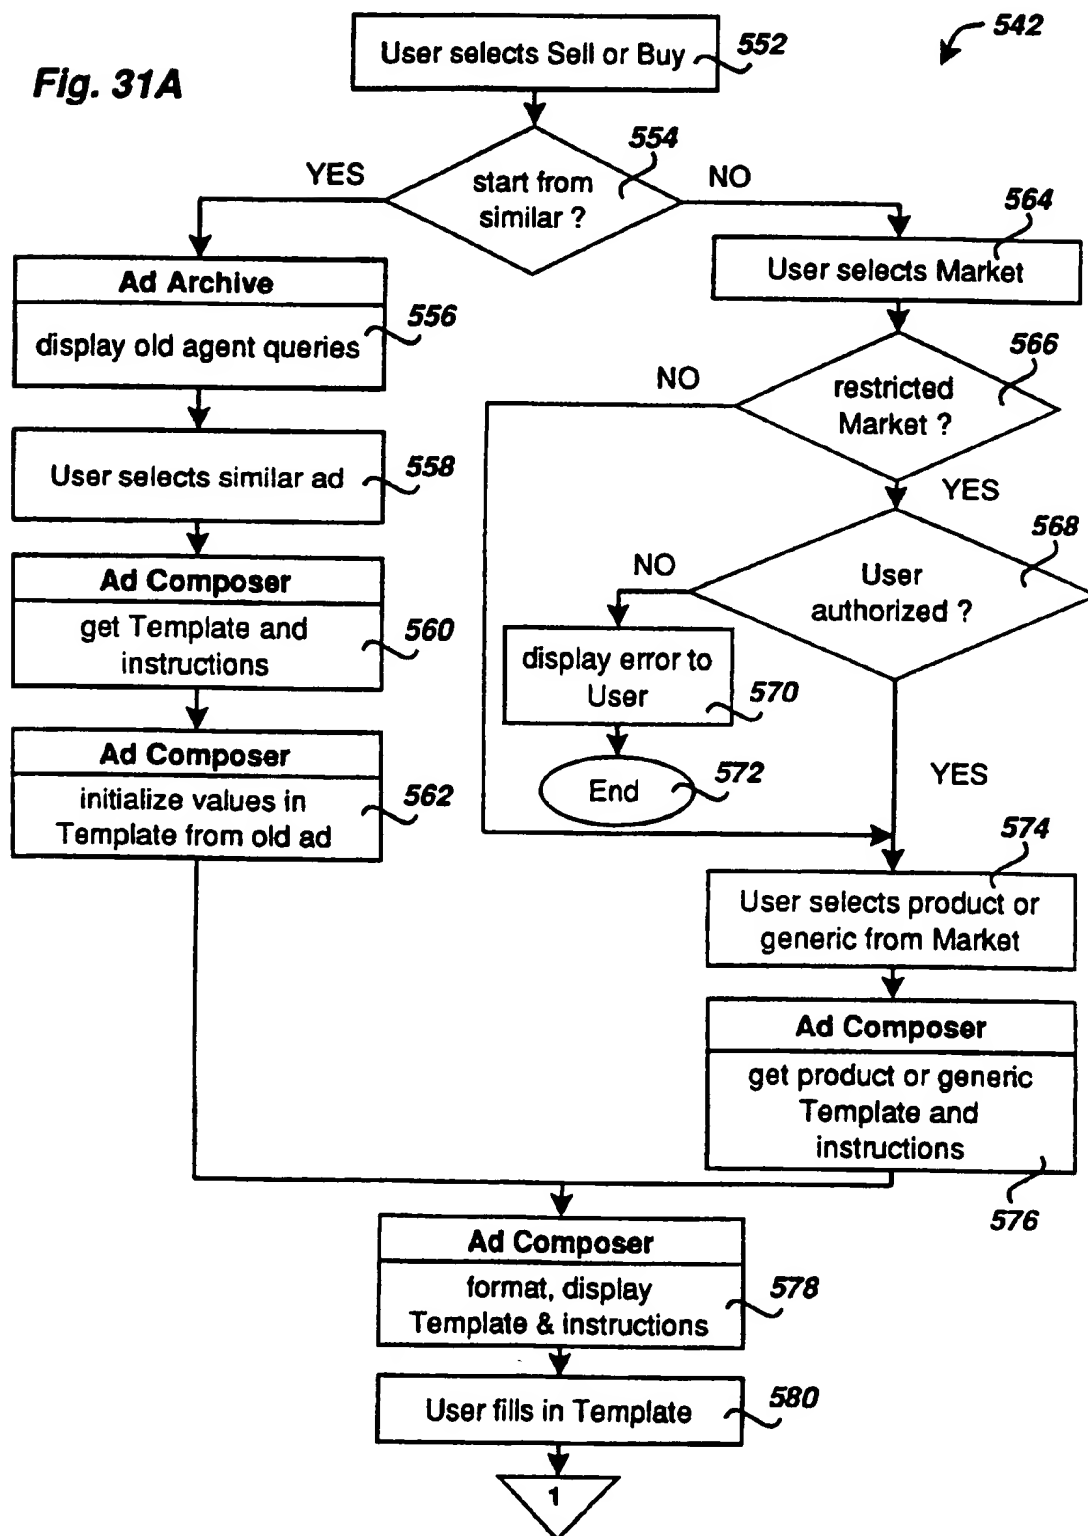 Fig. 31A
542
User selects Sell or Buy
552
start from
similar ?
554
YES
NO
Ad Archive
display old agent queries
556
User selects similar ad
558
Ad Composer
get Template and
instructions
560
Ad Composer
initialize values in
Template from old ad
562
User selects Market
564
restricted
Market ?
566
NO
YES
User
authorized ?
568
NO
display error to
User
570
End
572
YES
User selects product or
generic from Market
574
Ad Composer
get product or generic
Template and
instructions
576
Ad Composer
format, display
Template & instructions
578
User fills in Template
580
1